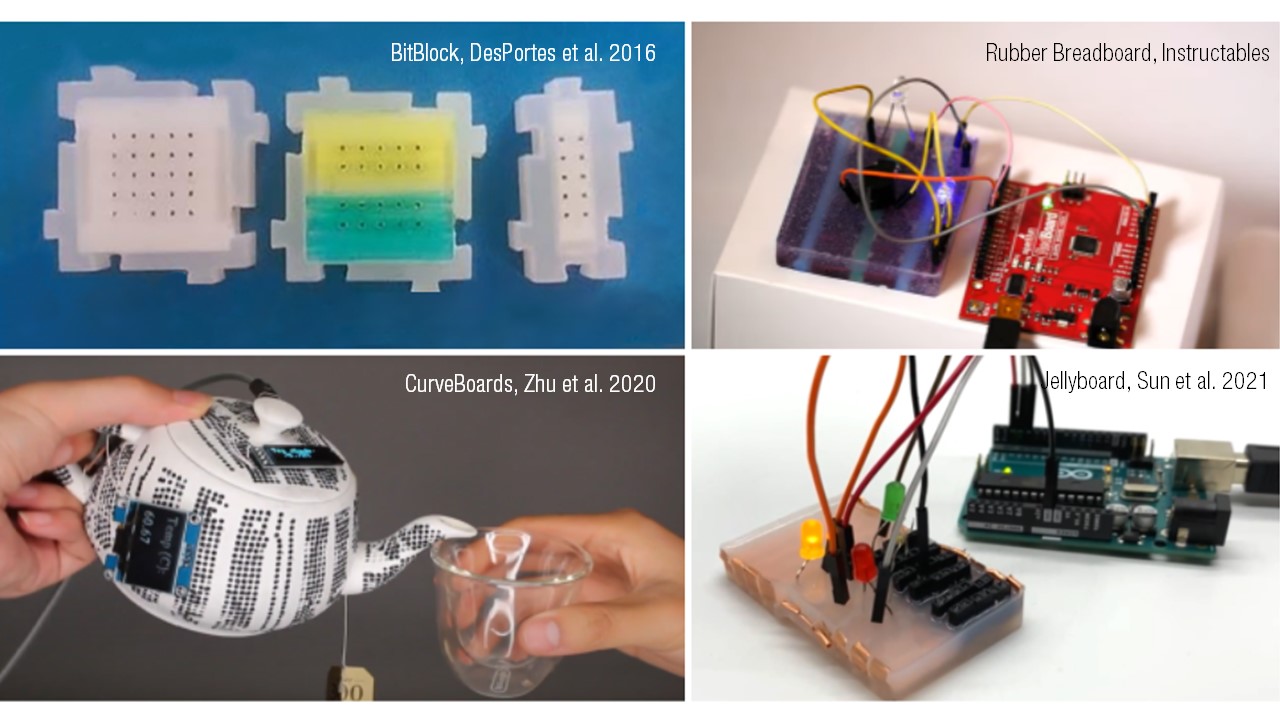 BitBlock, DesPortes et al. 2016
Rubber Breadboard, Instructables
CurveBoards, Zhu et al. 2020
Temp (C):
60.67
Jellyboard, Sun et al. 2021